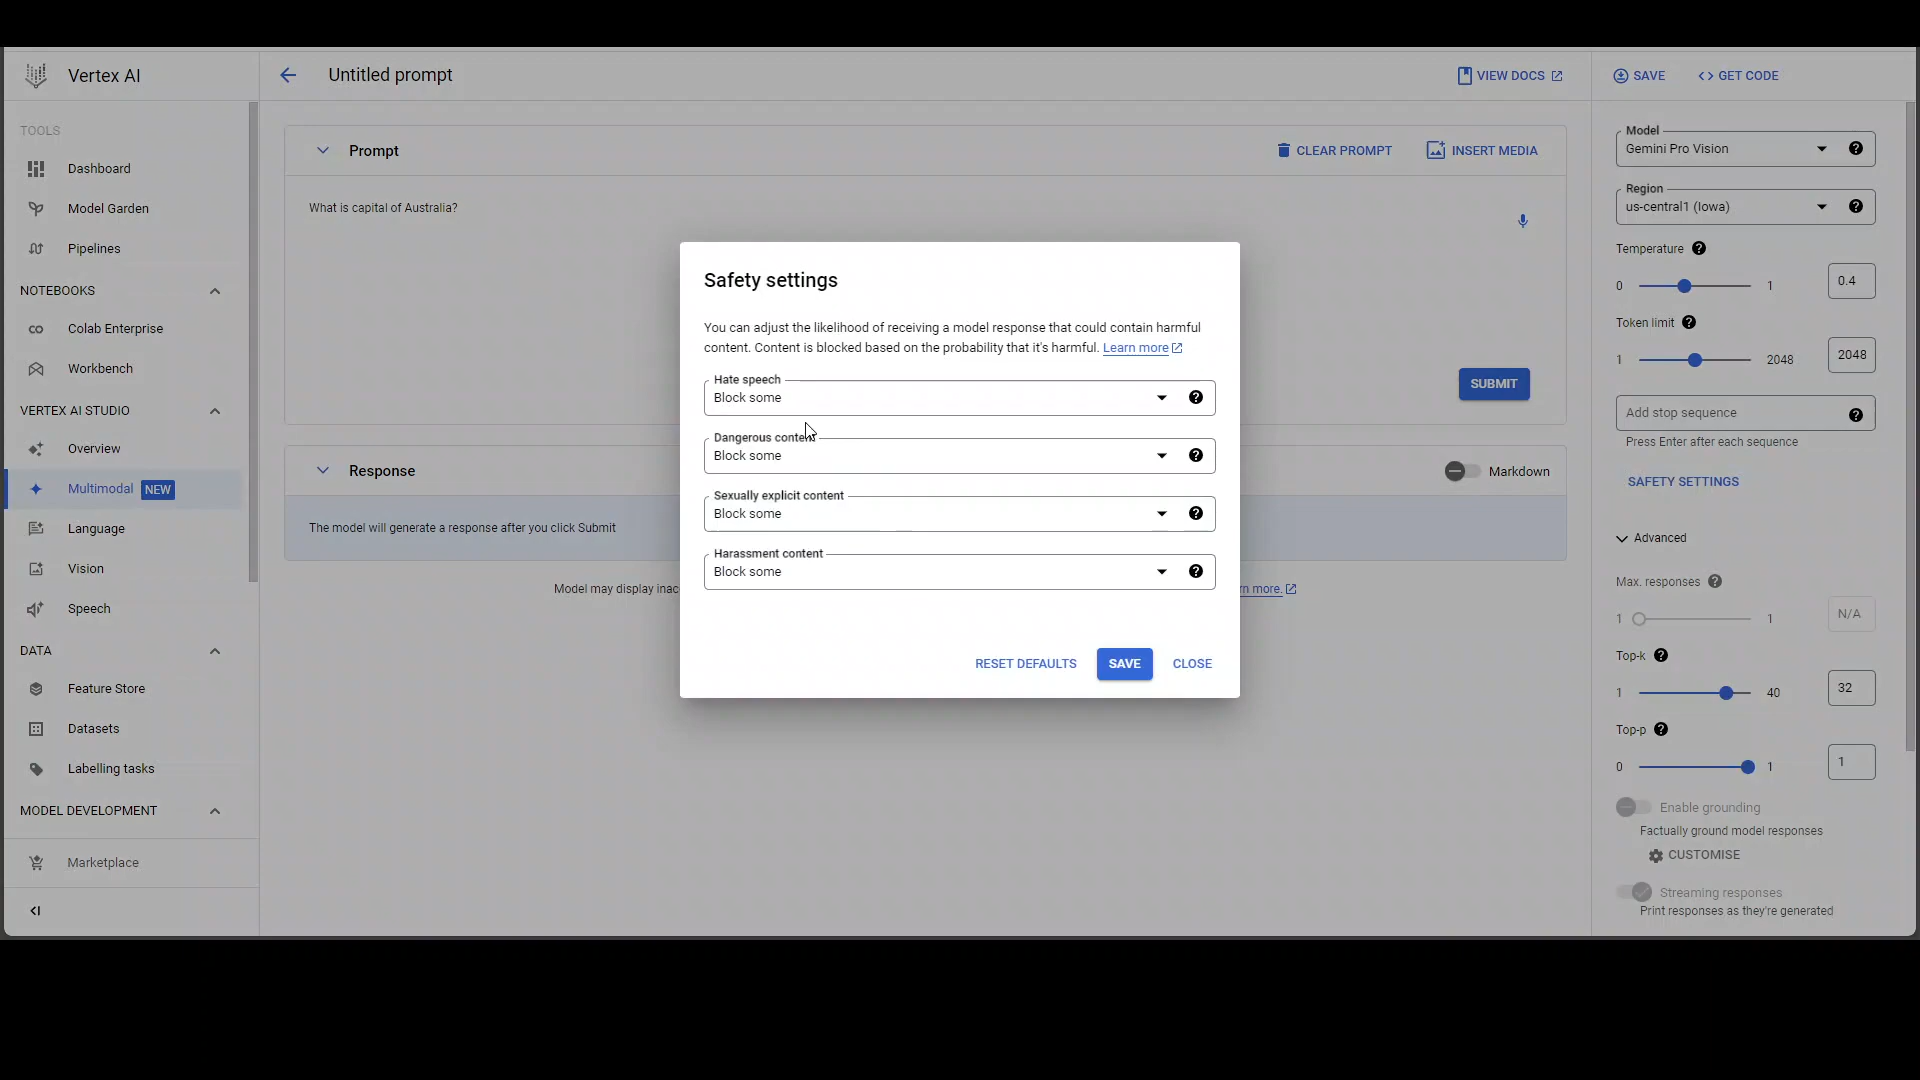 Vertex AI
Untitled prompt
VIEW DOCS
SAVE
GET CODE
TOOLS
Dashboard
Model Garden
Pipelines
NOTEBOOKS
Colab Enterprise
Workbench
VERTEX AI STUDIO
Overview
Multimodal NEW
Language
Vision
Speech
DATA
Feature Store
Datasets
Labelling tasks
MODEL DEVELOPMENT
Marketplace
Prompt
CLEAR PROMPT
INSERT MEDIA
What is capital of Australia?
SUBMIT
Response
Markdown
The model will generate a response after you click Submit
Model may display
more.
Safety settings
You can adjust the likelihood of receiving a model response that could contain harmful
content. Content is blocked based on the probability that it's harmful. Learn more
Hate speech
Block some
Dangerous content
Block some
Sexually explicit content
Block some
Harassment content
Block some
RESET DEFAULTS
SAVE
CLOSE
Model
Gemini Pro Vision
Region
us-central1 (Iowa)
Temperature
0 1 0.4
Token limit
1 2048 2048
Add stop sequence
Press Enter after each sequence
SAFETY SETTINGS
Advanced
Max. responses
1 1 N/A
Top-k
1 40 32
Top-p
0 1 1
Enable grounding
Factually ground model responses
CUSTOMISE
Streaming responses
Print responses as they're generated